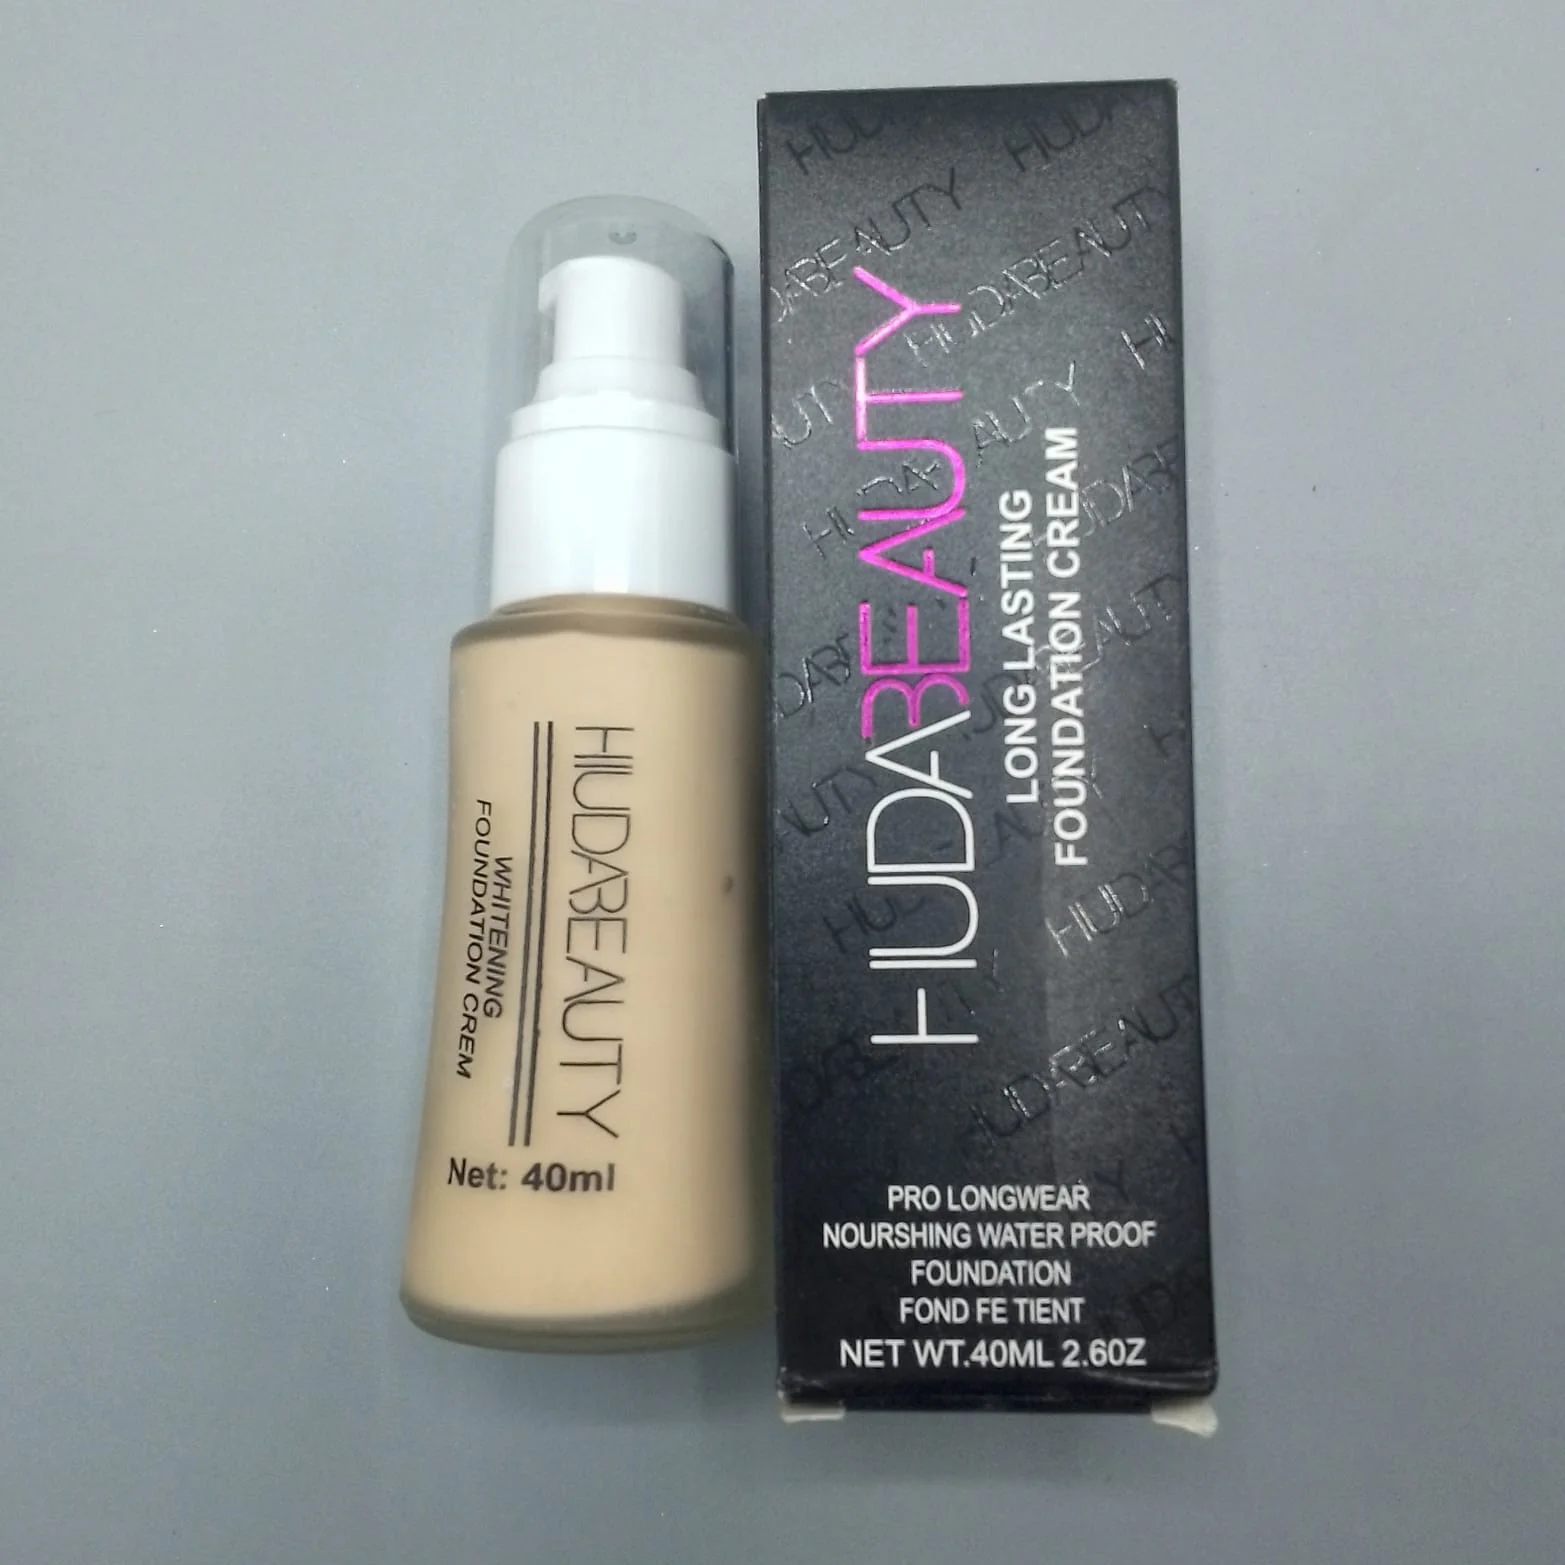 HUDABEAUTY
WHITENING
FOUNDATION CREM
Net: 40ml
HUDABEAUTY
LONG LASTING
FOUNDATION CREAM
PRO LONGWEAR
NOURSHING WATER PROOF
FOUNDATION
FOND FE TIENT
NET WT.40ML 2.60Z